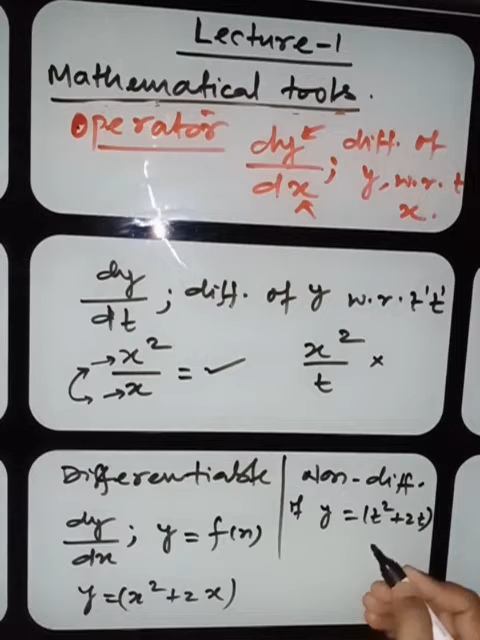 Lecture-1
Mathematical tools.
Operator dy/dx ; diff. of y, w.r.t x.
dy/dt ; diff. of y w.r.t 't'
x²/x = ✓ x²/t ×
Differentiable | Non-diff.
dy/dx ; y = f(x) | if y = (t²+2t)
y = (x²+2x)